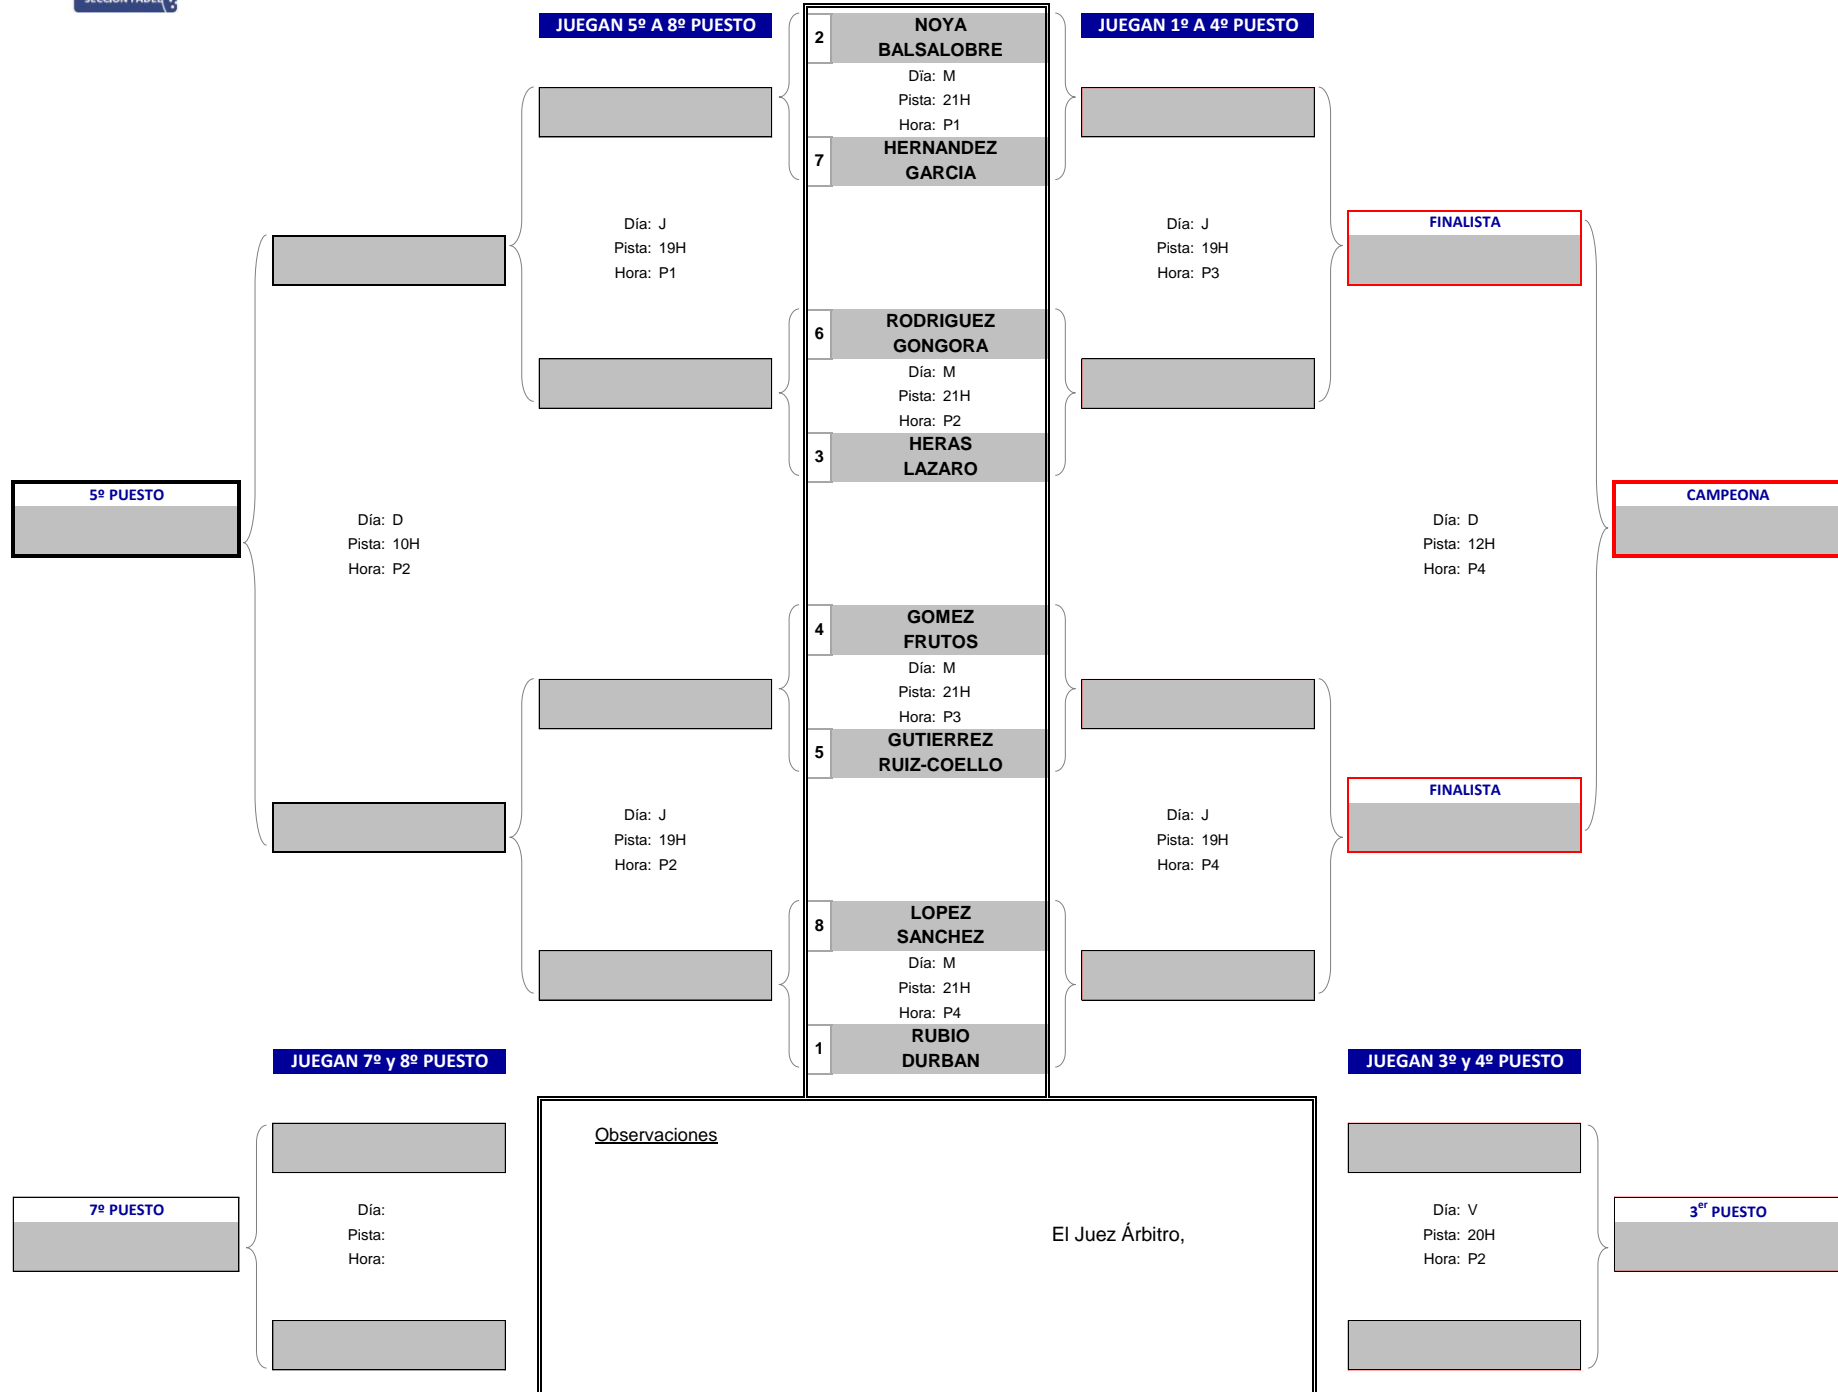 SECCIÓN PADEL
JUEGAN 5º A 8º PUESTO
2
NOYA
BALSALOBRE
JUEGAN 1º A 4º PUESTO
Dïa: M
Pista: 21H
Hora: P1
7
HERNANDEZ
GARCIA
Día: J
Pista: 19H
Hora: P1
Día: J
Pista: 19H
Hora: P3
FINALISTA
6
RODRIGUEZ
GONGORA
Día: M
Pista: 21H
Hora: P2
3
HERAS
LAZARO
5º PUESTO
Día: D
Pista: 10H
Hora: P2
Día: D
Pista: 12H
Hora: P4
CAMPEONA
4
GOMEZ
FRUTOS
Día: M
Pista: 21H
Hora: P3
5
GUTIERREZ
RUIZ-COELLO
Día: J
Pista: 19H
Hora: P2
Día: J
Pista: 19H
Hora: P4
FINALISTA
8
LOPEZ
SANCHEZ
Día: M
Pista: 21H
Hora: P4
1
RUBIO
DURBAN
JUEGAN 7º y 8º PUESTO
JUEGAN 3º y 4º PUESTO
Observaciones
7º PUESTO
Día:
Pista:
Hora:
El Juez Árbitro,
Día: V
Pista: 20H
Hora: P2
3er PUESTO